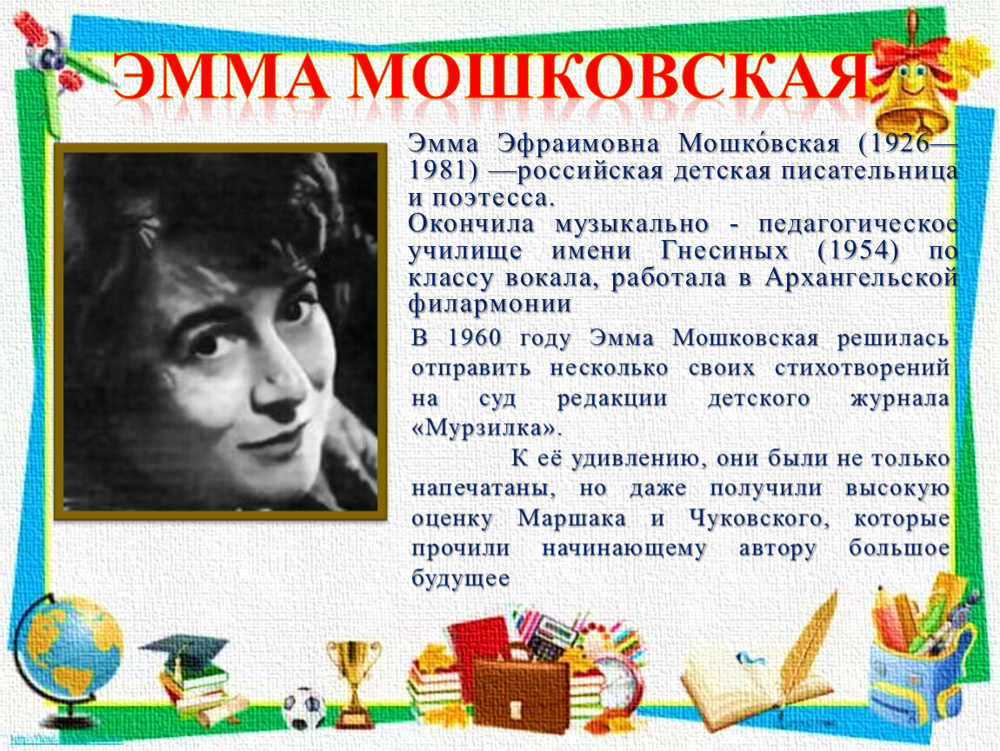 ЭММА МОШКОВСКАЯ
Эмма Эфраимовна Мошко́вская (1926—
1981) —российская детская писательница
и поэтесса.
Окончила музыкально - педагогическое
училище имени Гнесиных (1954) по
классу вокала, работала в Архангельской
филармонии
В 1960 году Эмма Мошковская решилась
отправить несколько своих стихотворений
на суд редакции детского журнала
«Мурзилка».
К её удивлению, они были не только
напечатаны, но даже получили высокую
оценку Маршака и Чуковского, которые
прочили начинающему автору большое
будущее